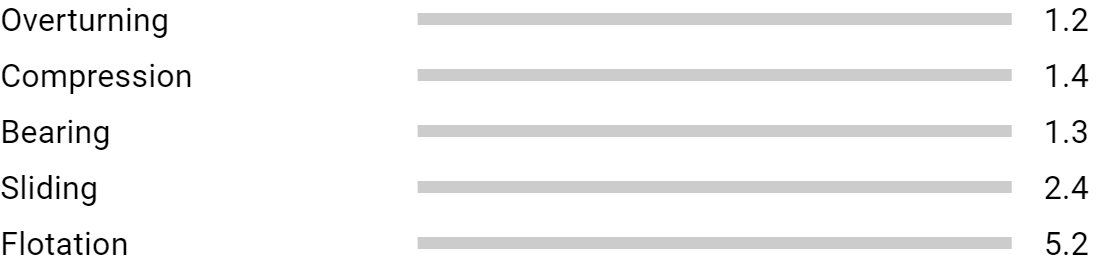 Overturning 1.2
Compression 1.4
Bearing 1.3
Sliding 2.4
Flotation 5.2